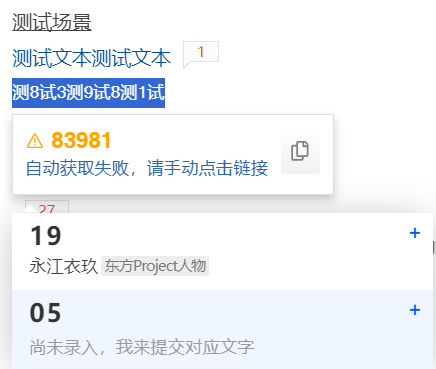 测试场景
测试文本测试文本
1
测8试3测9试8测1试
83981
自动获取失败，请手动点击链接
27
19
+
永江衣玖 东方Project人物
05
+
尚未录入，我来提交对应文字